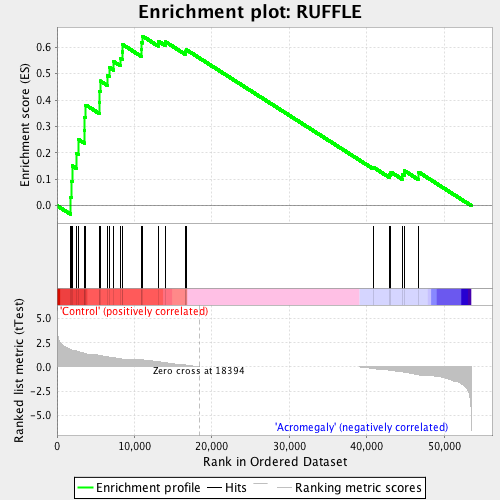 Enrichment plot: RUFFLE
Enrichment score (ES)
0.6
0.5
0.4
0.3
0.2
0.1
0.0
'Control' (positively correlated)
Ranked list metric (tTest)
5.0
2.5
0.0
-2.5
-5.0
Zero cross at 18394
'Acromegaly' (negatively correlated)
0 10,000 20,000 30,000 40,000 50,000
Rank in Ordered Dataset
Enrichment profile Hits Ranking metric scores